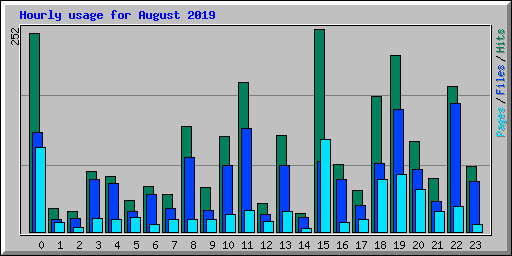 Hourly usage for August 2019
252
Pages/Files/Hits
0 1 2 3 4 5 6 7 8 9 10 11 12 13 14 15 16 17 18 19 20 21 22 23